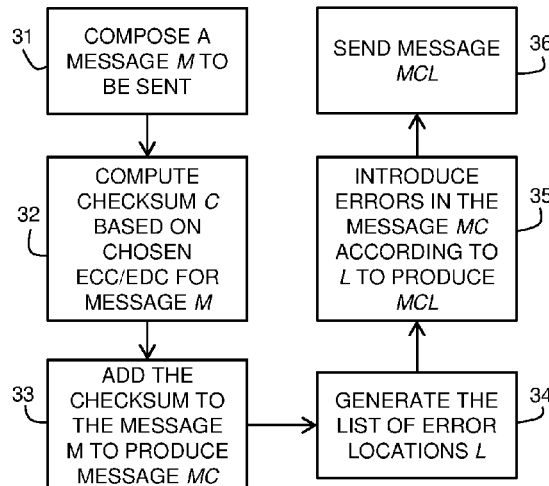 31
COMPOSE A
MESSAGE M TO
BE SENT
32
COMPUTE
CHECKSUM C
BASED ON
CHOSEN
ECC/EDC FOR
MESSAGE M
33
ADD THE
CHECKSUM TO
THE MESSAGE
M TO PRODUCE
MESSAGE MC
34
GENERATE THE
LIST OF ERROR
LOCATIONS L
35
INTRODUCE
ERRORS IN THE
MESSAGE MC
ACCORDING TO
L TO PRODUCE
MCL
36
SEND MESSAGE
MCL